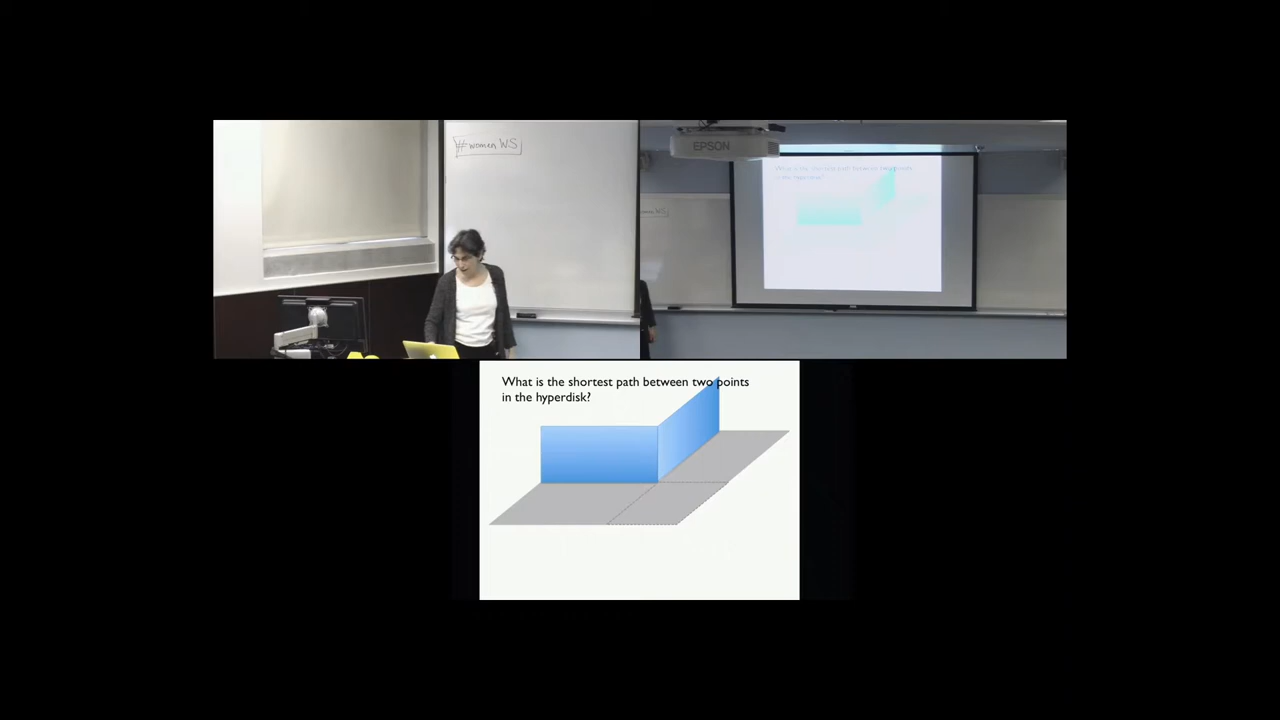 #women WS
EPSON
What is the shortest path between two points
in the hyperdisk?